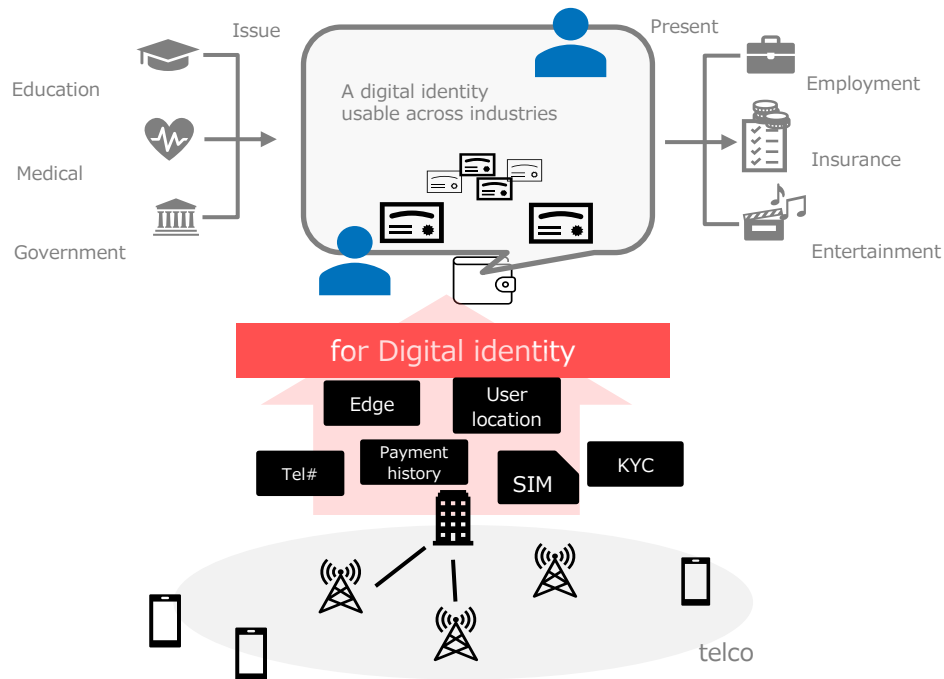 Issue
Present
Education
Medical
Government
A digital identity
usable across industries
Employment
Insurance
Entertainment
for Digital identity
Edge
User
location
Tel#
Payment
history
SIM
KYC
telco